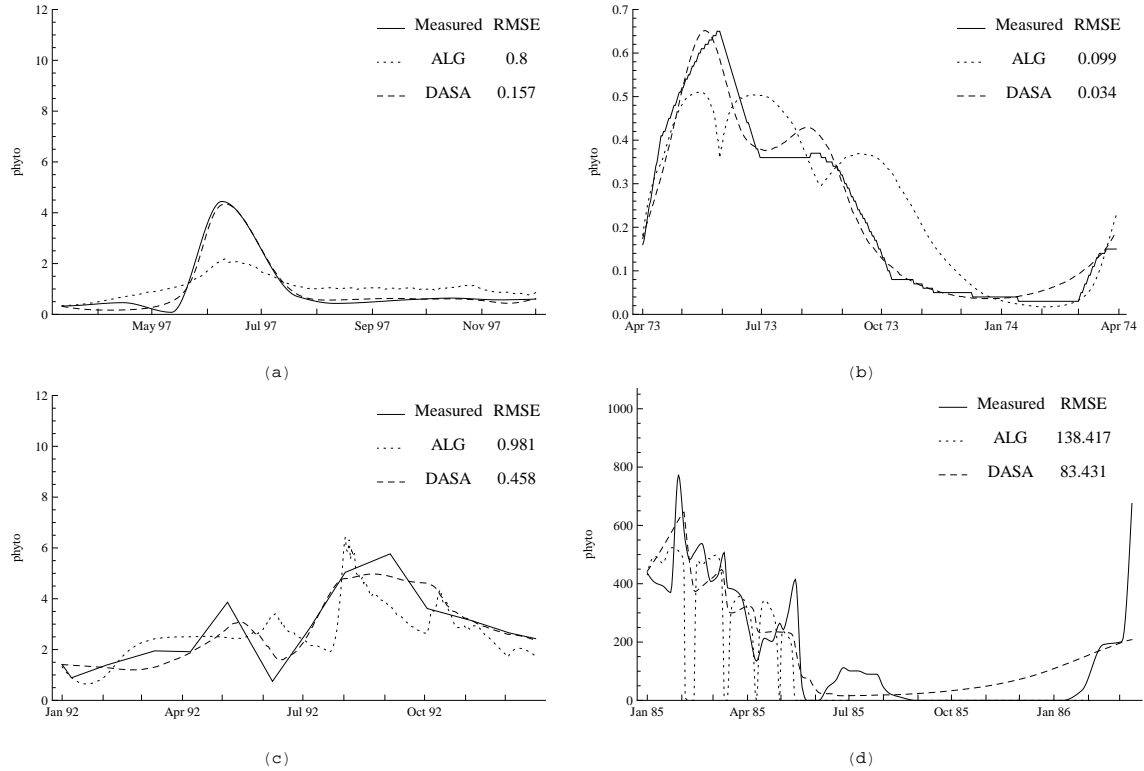 Measured RMSE
ALG 0.8
DASA 0.157
12
10
8
6
4
2
0
phyto
May 97 Jul 97 Sep 97 Nov 97
(a)
Measured RMSE
ALG 0.099
DASA 0.034
0.7
0.6
0.5
0.4
0.3
0.2
0.1
0.0
phyto
Apr 73 Jul 73 Oct 73 Jan 74 Apr 74
(b)
Measured RMSE
ALG 0.981
DASA 0.458
12
10
8
6
4
2
0
phyto
Jan 92 Apr 92 Jul 92 Oct 92
(c)
Measured RMSE
ALG 138.417
DASA 83.431
1000
800
600
400
200
0
phyto
Jan 85 Apr 85 Jul 85 Oct 85 Jan 86
(d)